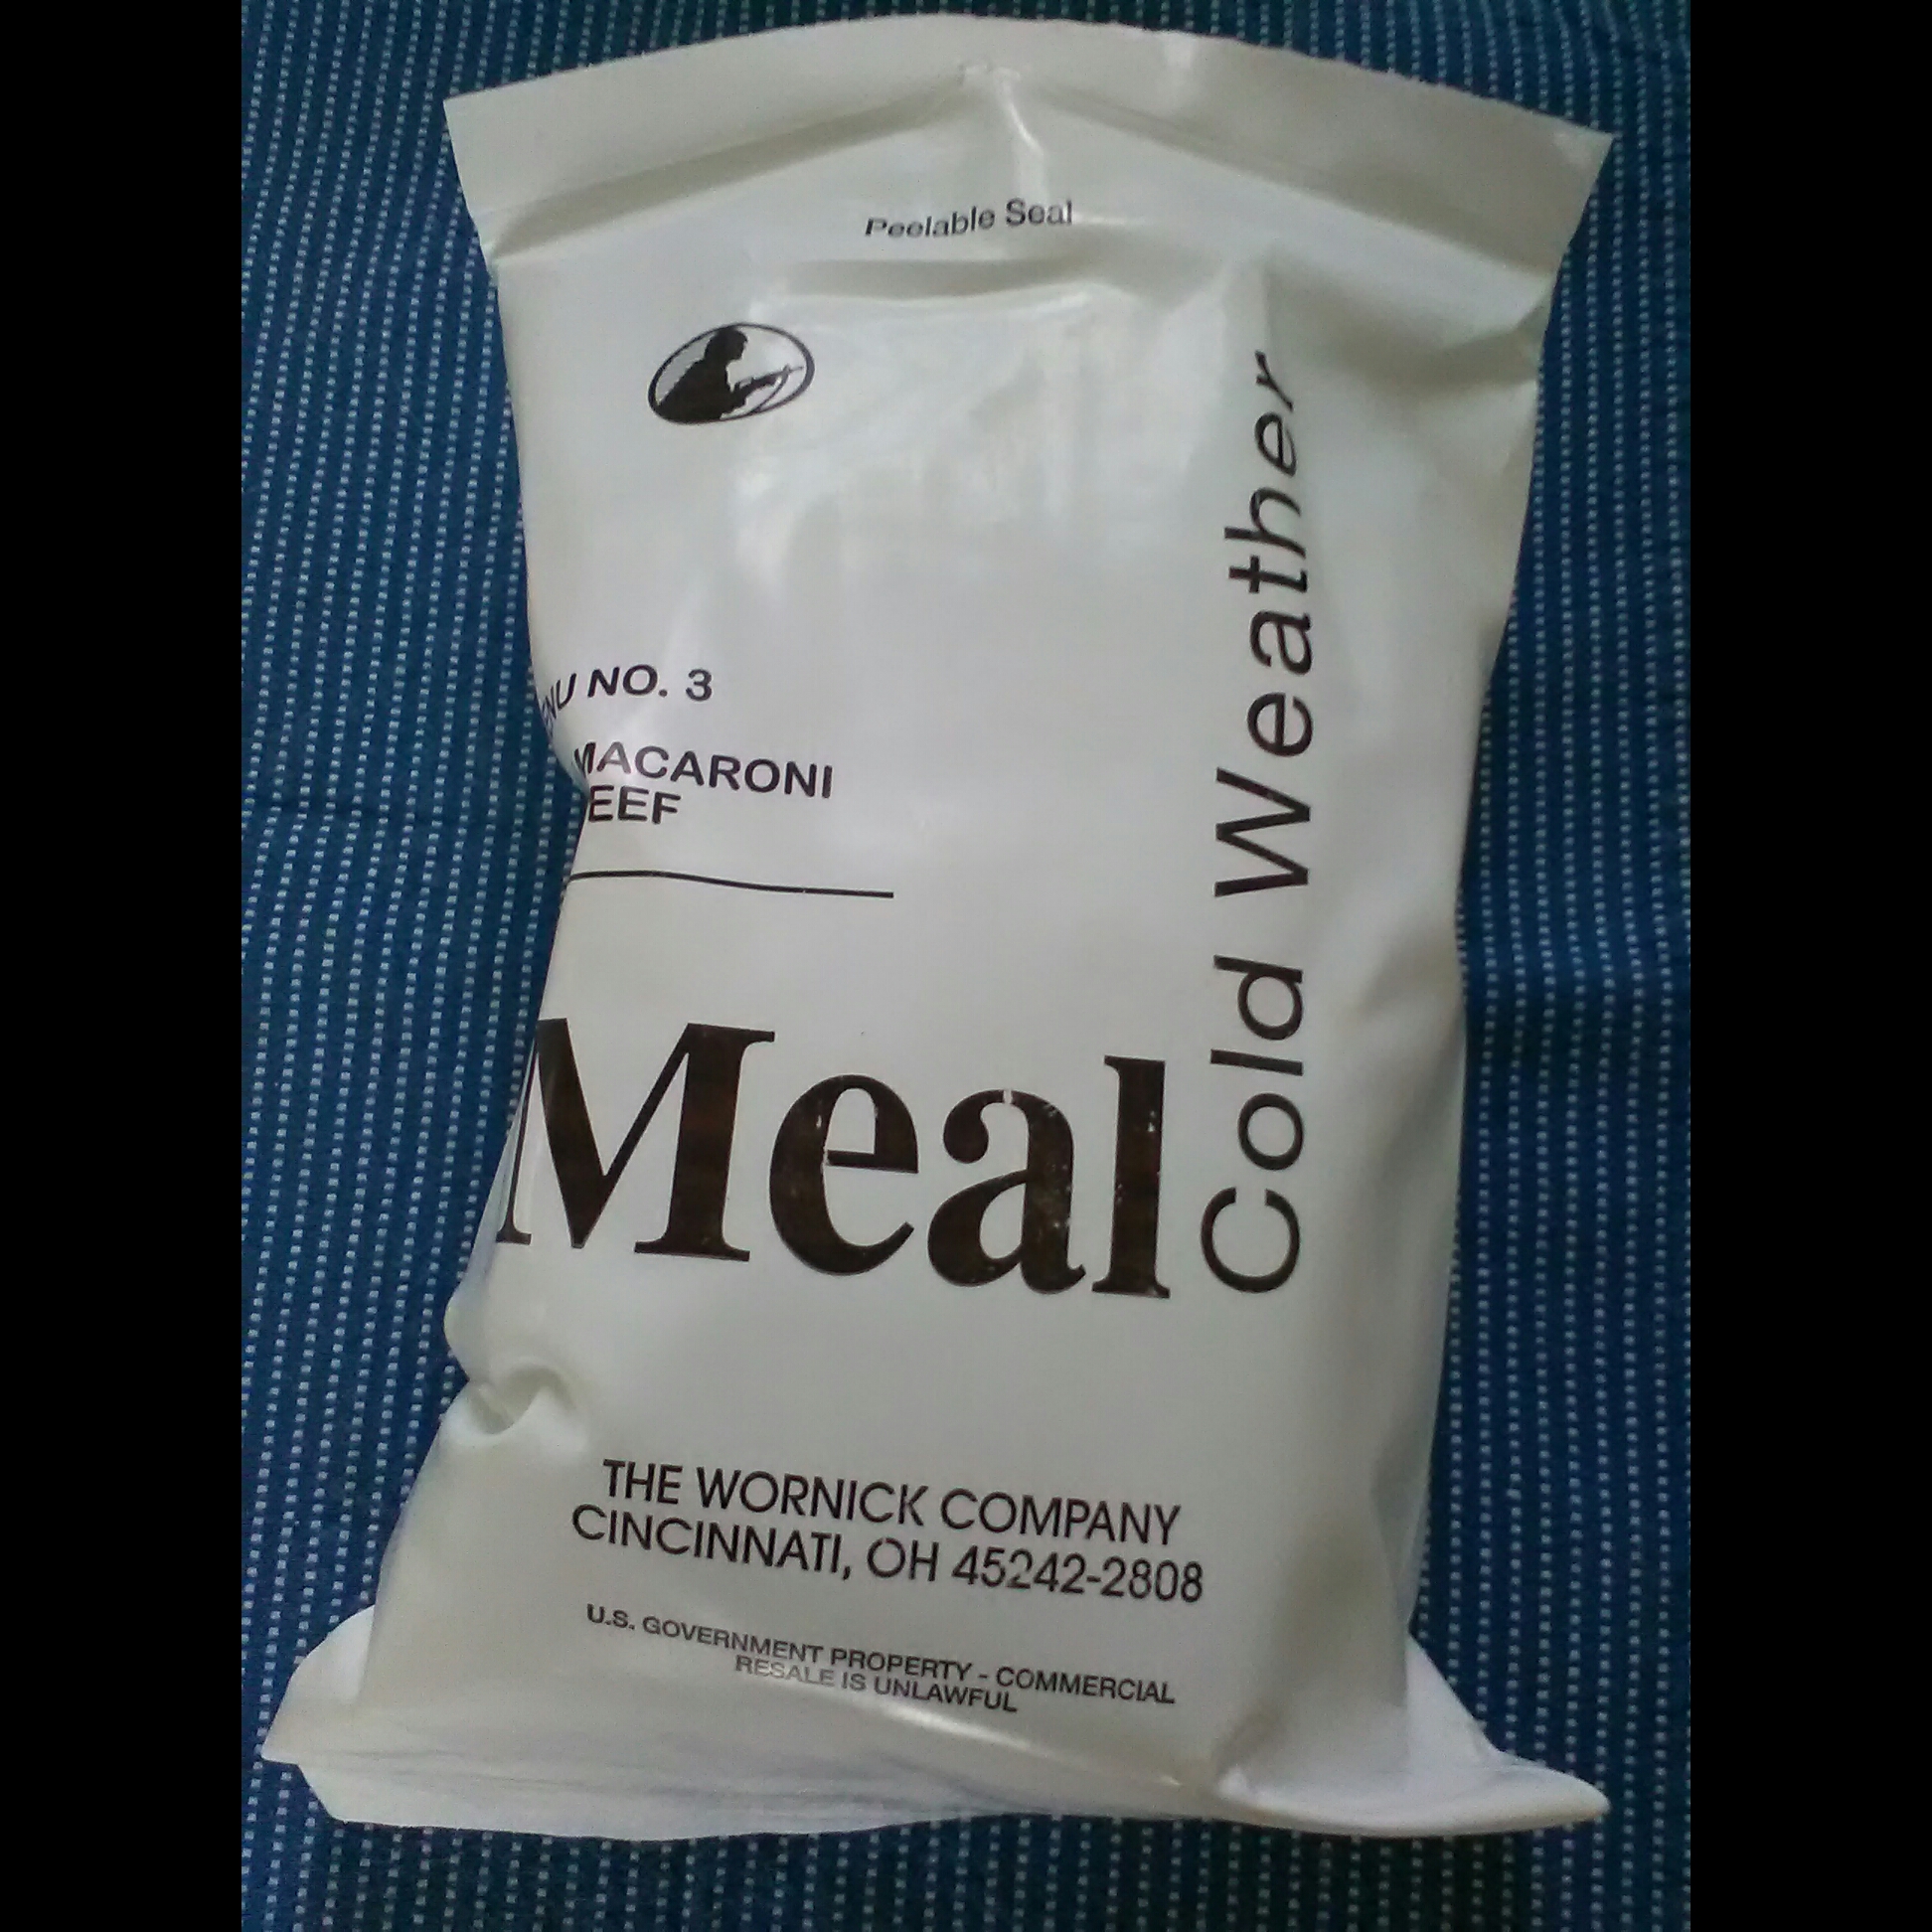 Peelable Seal
NU NO. 3
MACARONI
EEF
Meal
Cold Weather
THE WORNICK COMPANY
CINCINNATI, OH 45242-2808
U.S. GOVERNMENT PROPERTY - COMMERCIAL
RESALE IS UNLAWFUL